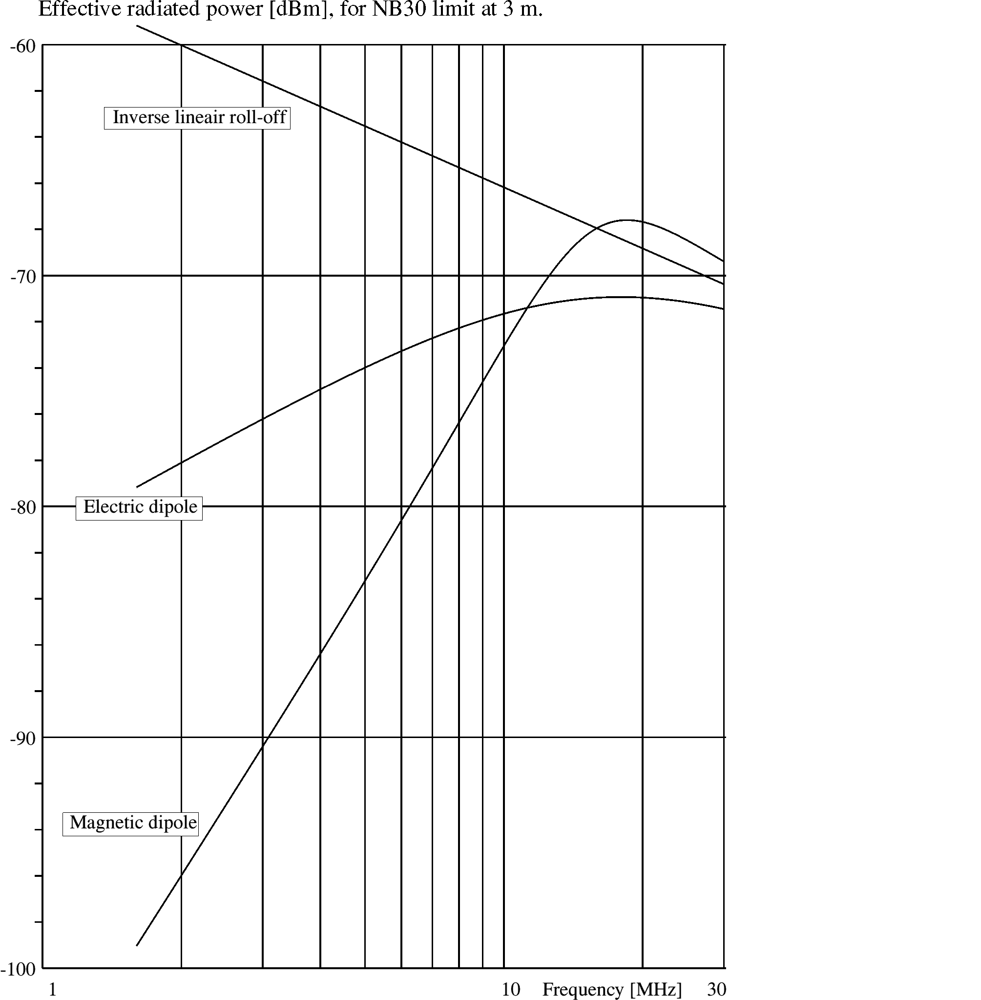 Effective radiated power [dBm], for NB30 limit at 3 m.
-60
Inverse lineair roll-off
-70
-80
Electric dipole
-90
Magnetic dipole
-100
1 10 Frequency [MHz] 30